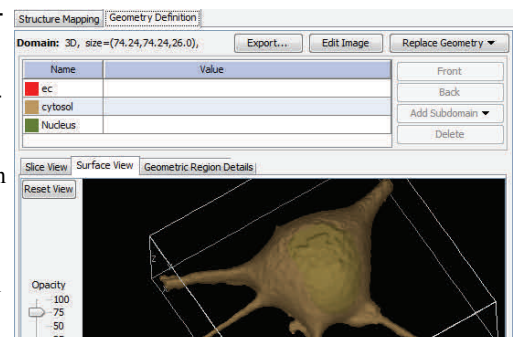 Structure Mapping Geometry Definition
Domain: 3D, size=(74.24,74.24,26.0), Export... Edit Image Replace Geometry
Name Value
ec
cytosol
Nucleus
Front
Back
Add Subdomain
Delete
Slice View Surface View Geometric Region Details
Reset View
Z
Opacity
100
75
50